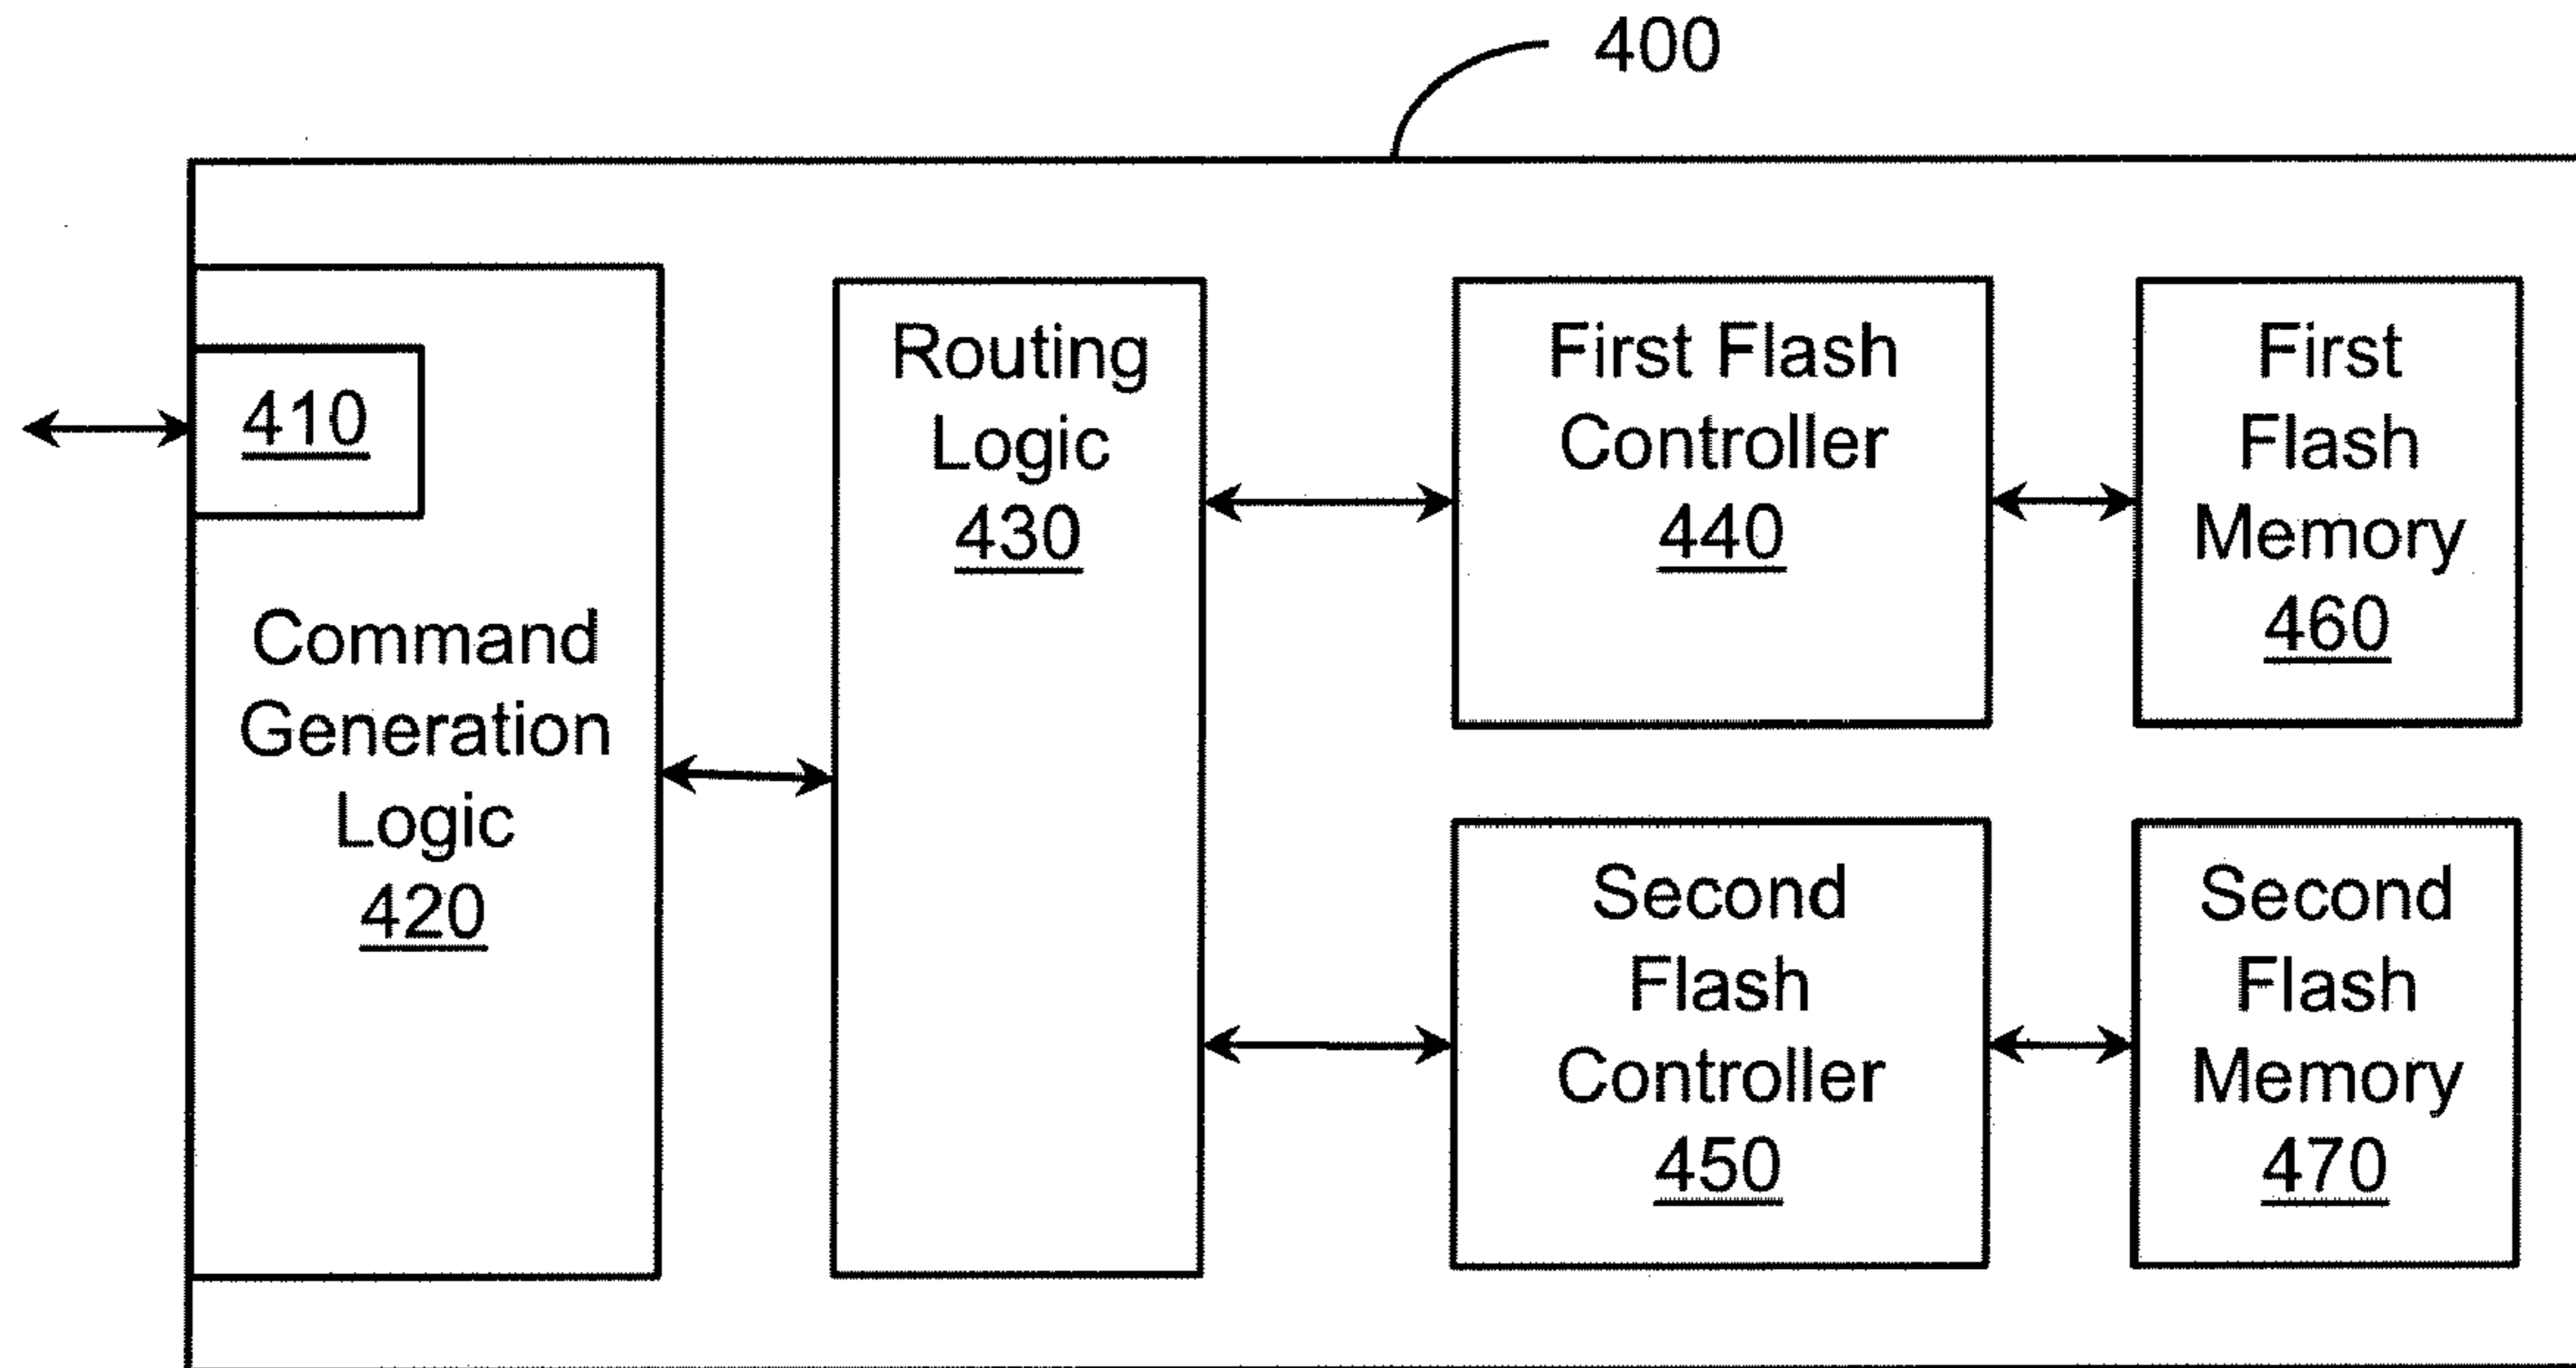 400
410
Command
Generation
Logic
420
Routing
Logic
430
First Flash
Controller
440
First
Flash
Memory
460
Second
Flash
Controller
450
Second
Flash
Memory
470